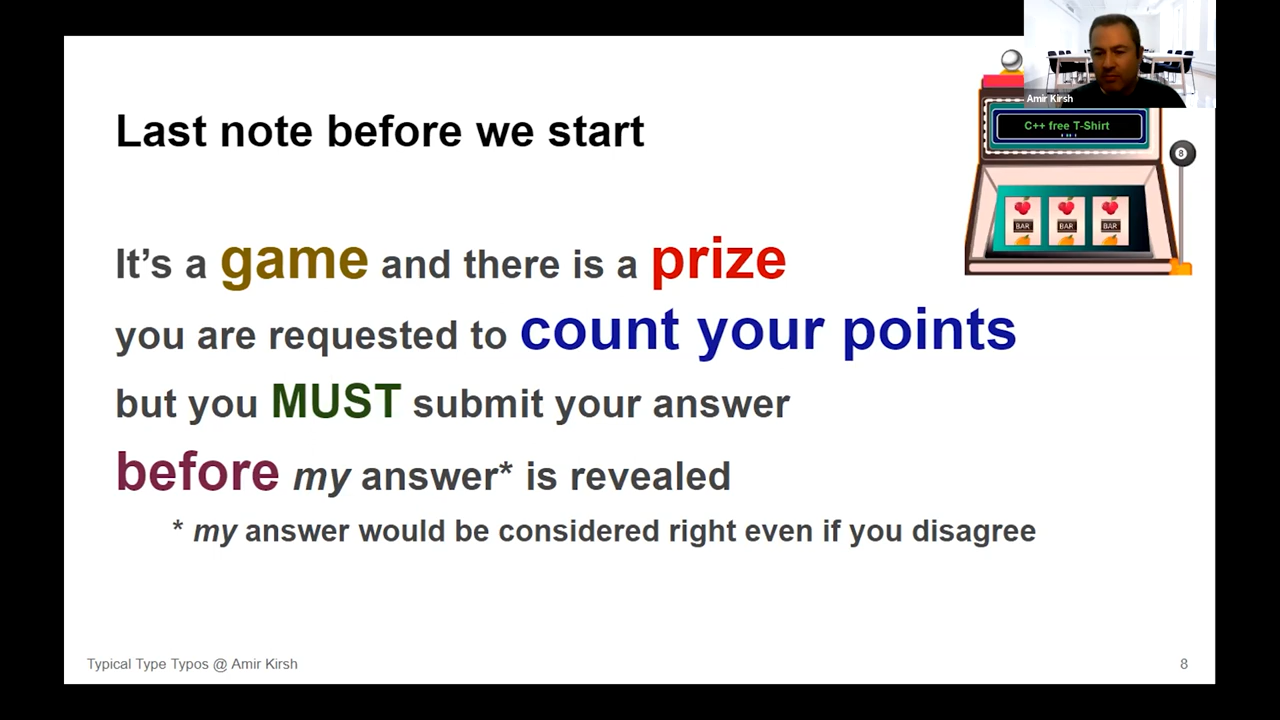 Amir Kirsh
Last note before we start
C++ free T-Shirt
8
It's a game and there is a prize
BAR BAR BAR
you are requested to count your points
but you MUST submit your answer
before my answer* is revealed
* my answer would be considered right even if you disagree
Typical Type Typos @ Amir Kirsh
8